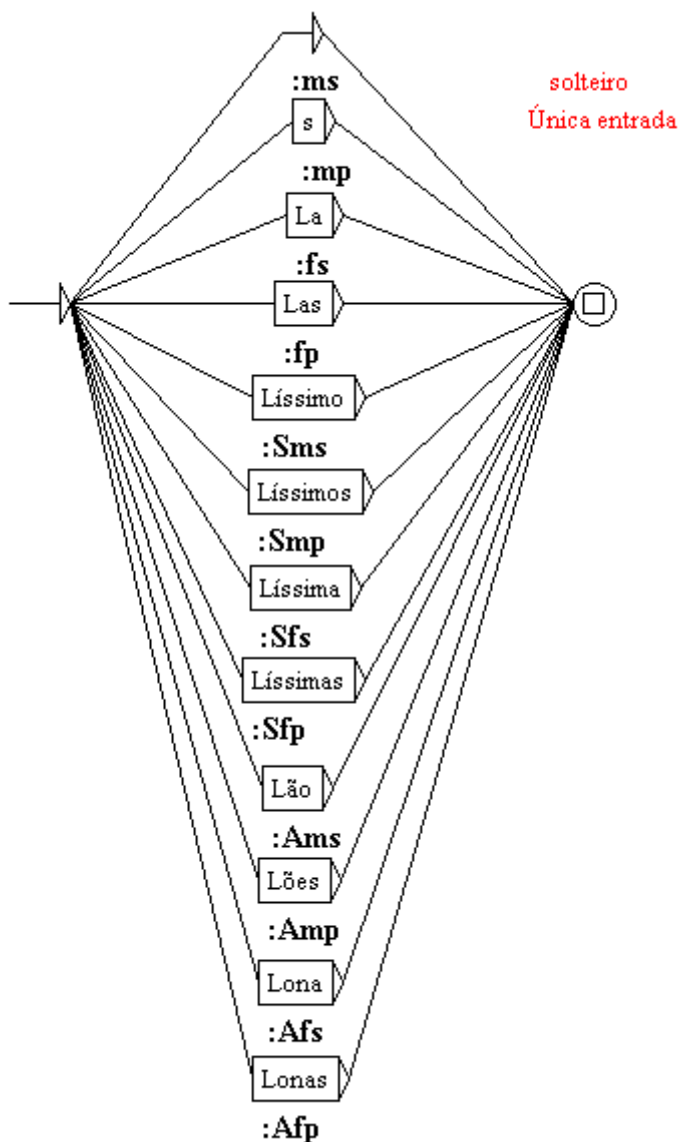 :ms
solteiro
s
Única entrada
:mp
La
:fs
Las
:fp
Líssimo
:Sms
Líssimos
:Smp
Líssima
:Sfs
Líssimas
:Sfp
Lão
:Ams
Lões
:Amp
Lona
:Afs
Lonas
:Afp